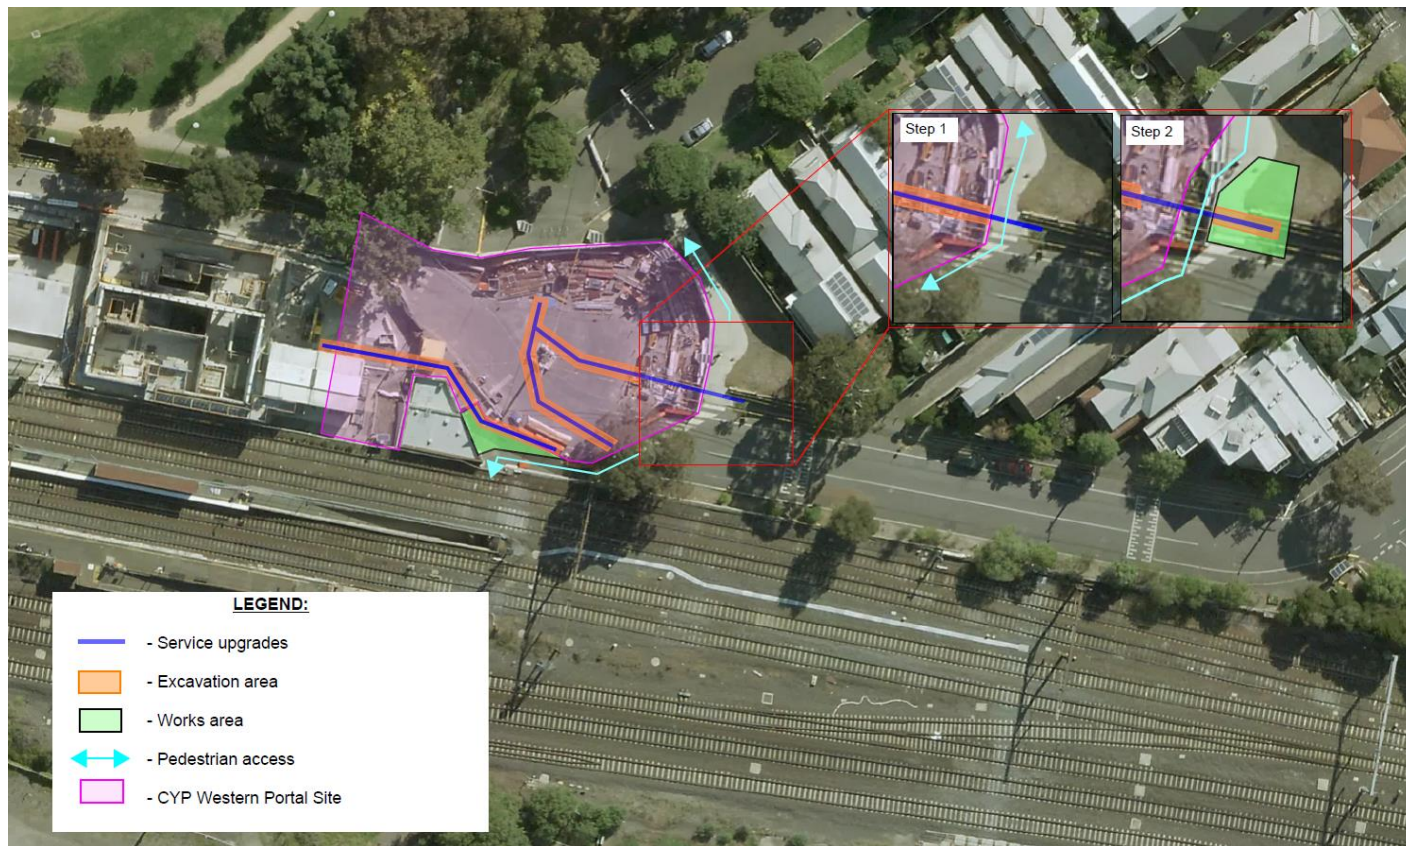 Step 1
Step 2
LEGEND:
- Service upgrades
- Excavation area
- Works area
- Pedestrian access
- CYP Western Portal Site